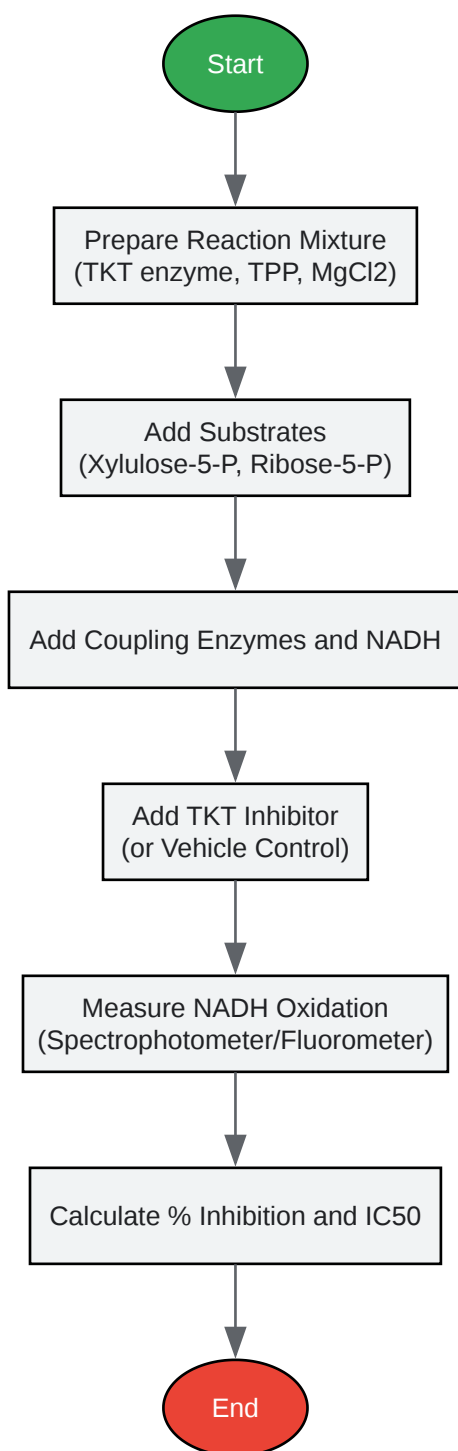 Start
Prepare Reaction Mixture
(TKT enzyme, TPP, MgCl2)
Add Substrates
(Xylulose-5-P, Ribose-5-P)
Add Coupling Enzymes and NADH
Add TKT Inhibitor
(or Vehicle Control)
Measure NADH Oxidation
(Spectrophotometer/Fluorometer)
Calculate % Inhibition and IC50
End